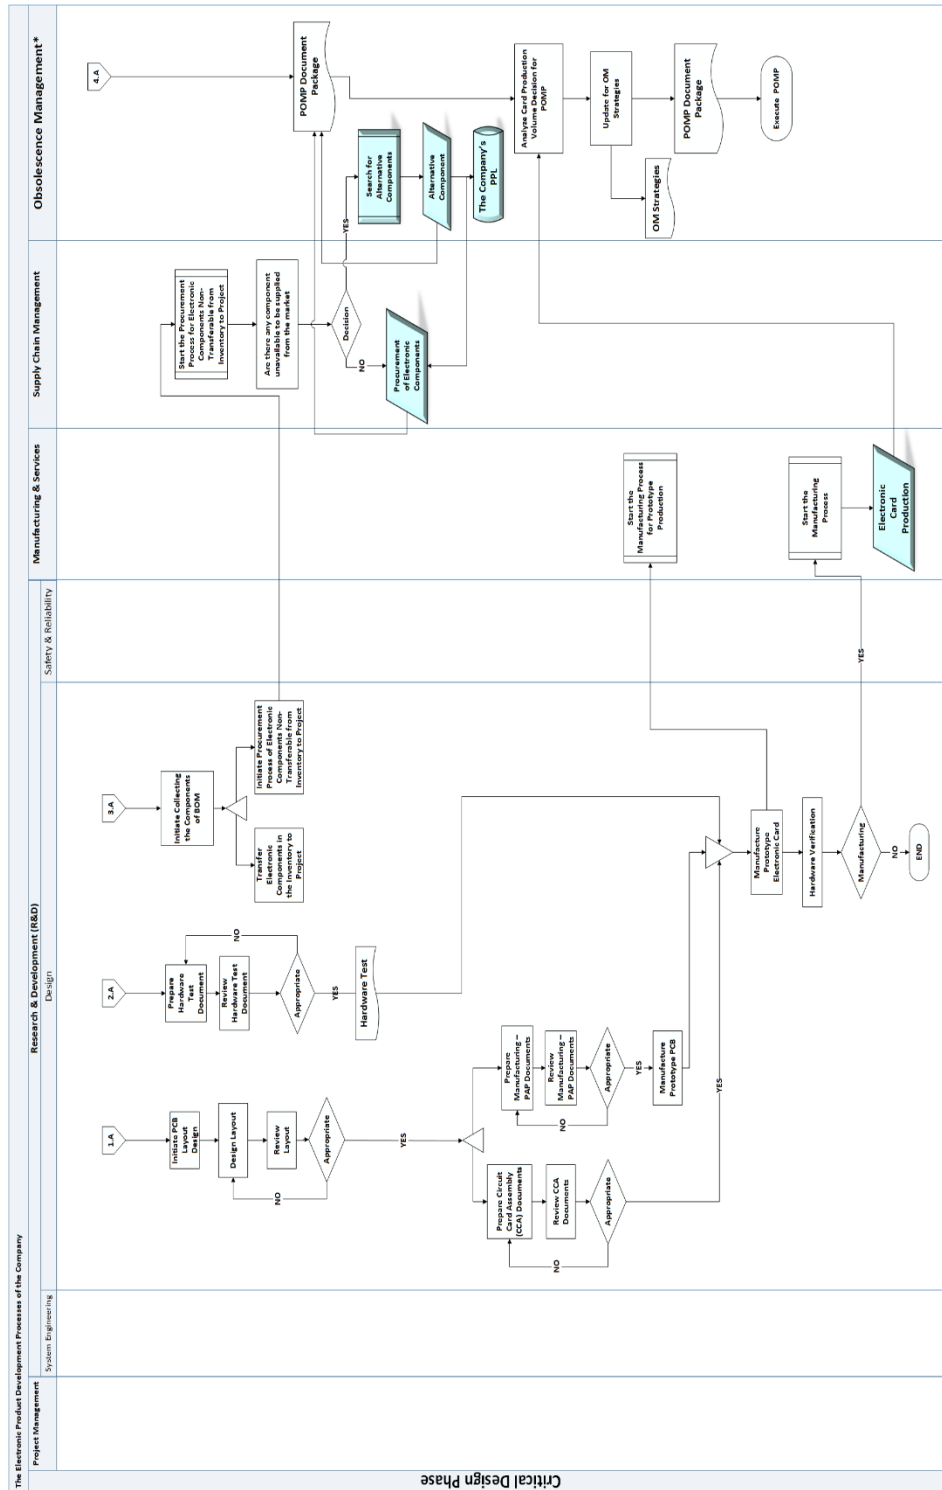 The Electronic Product Development Processes of the Company
Project Management
Research & Development (R&D)
System Engineering
Design
Safety & Reliability
Manufacturing & Services
Supply Chain Management
Obsolescence Management*
Critical Design Phase
1.A
Initiate PCB
Layout
Design
Design Layout
Review
Layout
Appropriate
NO
YES
Prepare Circuit
Card Assembly
(CCA) Documents
Review CCA
Documents
Appropriate
NO
YES
Prepare
Manufacturing –
PAP Documents
Review
Manufacturing –
PAP Documents
Appropriate
NO
YES
Manufacture
Prototype PCB
2.A
Prepare
Hardware
Test
Document
Review
Hardware Test
Document
Appropriate
NO
YES
Hardware Test
3.A
Initiate Collecting
the Components
of BOM
Transfer
Electronic
Components in
the Inventory to
Project
Initiate Procurement
Process of Electronic
Components Non-
Transferable from
Inventory to Project
Manufacture
Prototype
Electronic Card
Hardware Verification
Manufacturing
NO
YES
END
Start the
Manufacturing Process
for Prototype
Production
Start the
Manufacturing
Process
Electronic
Card
Production
Start the Procurement
Process for Electronic
Components Non-
Transferable from
Inventory to Project
Are there any component
unavailable to be supplied
from the market
Decision
NO
YES
Procurement
of Electronic
Components
4.A
POMP Document
Package
Search for
Alternative
Components
Alternative
Component
The Company's
PPL
Analyse Card Production
Volume Decision for
POMP
Update for OM
Strategies
OM Strategies
POMP Document
Package
Execute POMP